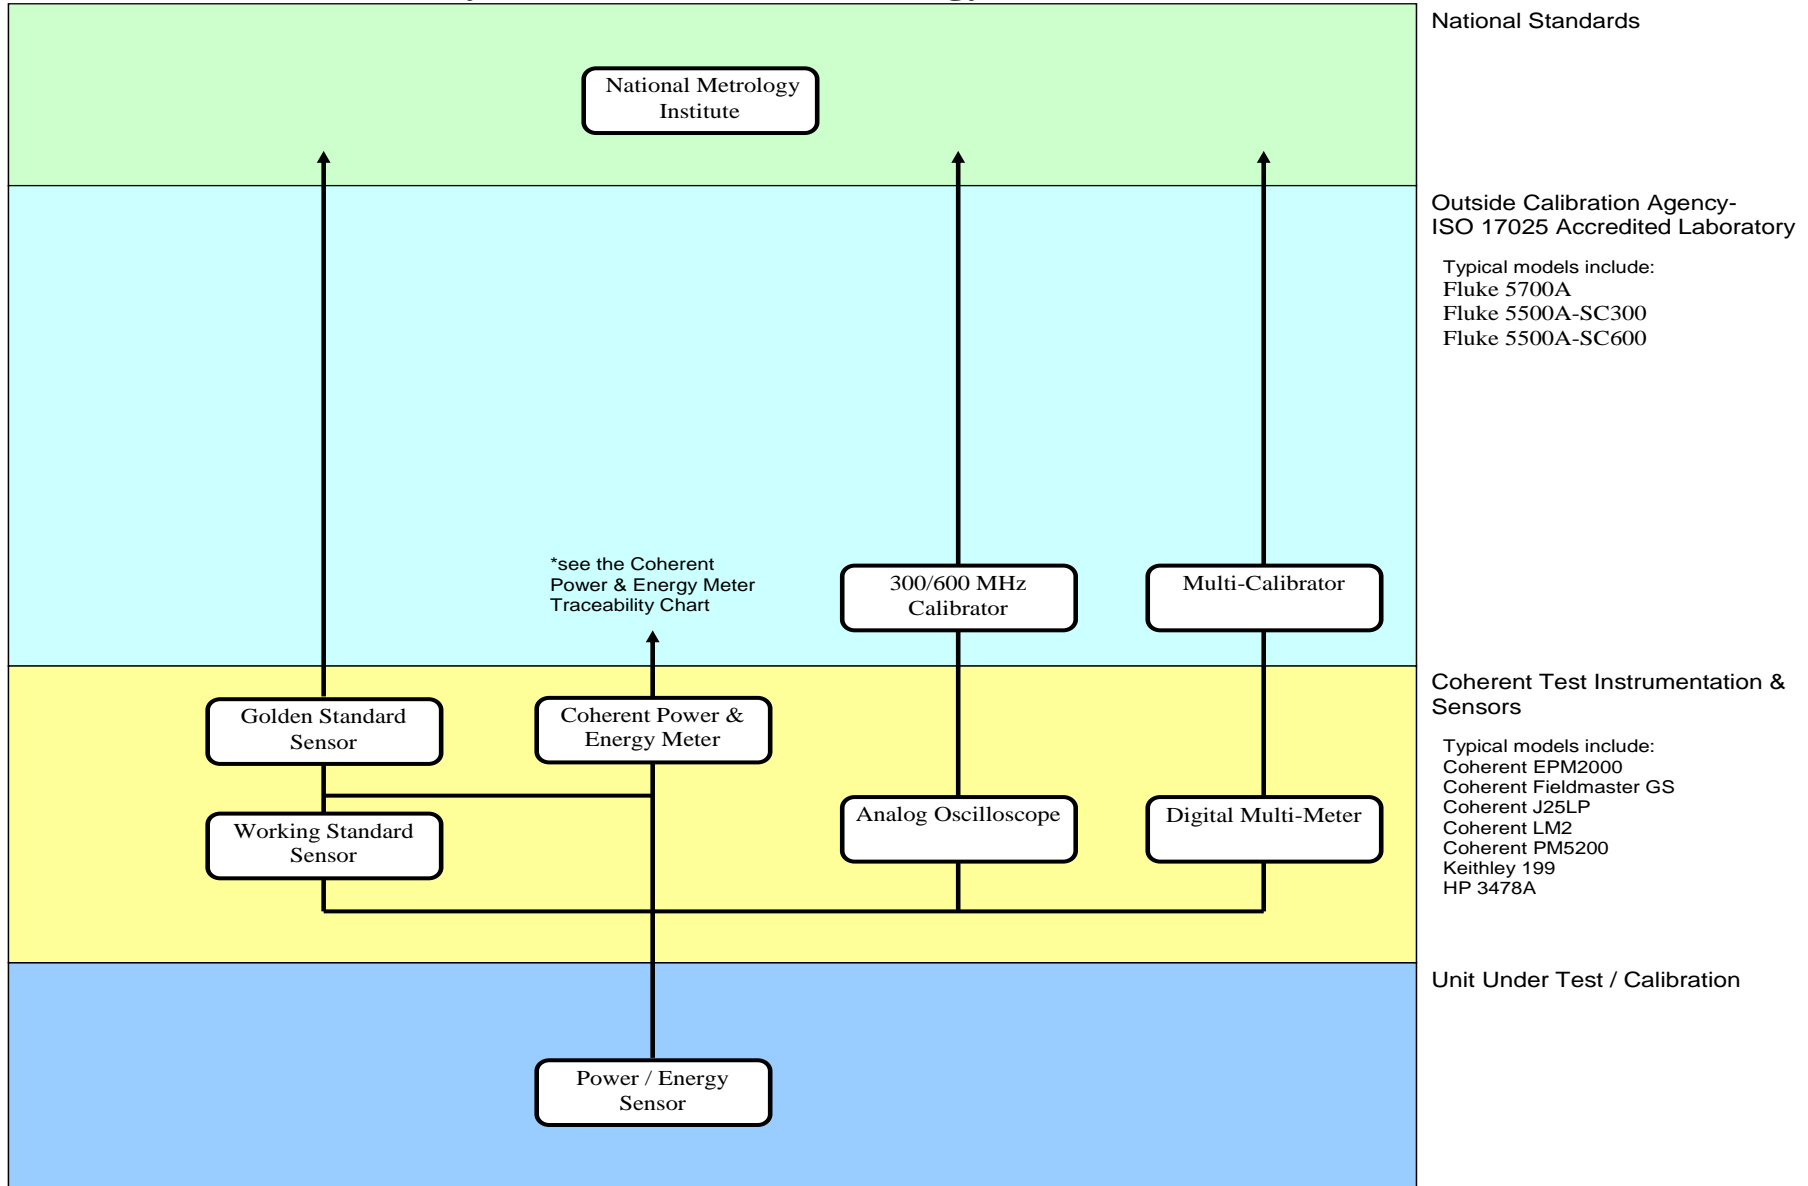 National Standards
National Metrology
Institute
Outside Calibration Agency-
ISO 17025 Accredited Laboratory
Typical models include:
Fluke 5700A
Fluke 5500A-SC300
Fluke 5500A-SC600
*see the Coherent
Power & Energy Meter
Traceability Chart
300/600 MHz
Calibrator
Multi-Calibrator
Coherent Test Instrumentation &
Sensors
Golden Standard
Sensor
Coherent Power &
Energy Meter
Typical models include:
Coherent EPM2000
Coherent Fieldmaster GS
Coherent J25LP
Coherent LM2
Coherent PM5200
Keithley 199
HP 3478A
Working Standard
Sensor
Analog Oscilloscope
Digital Multi-Meter
Unit Under Test / Calibration
Power / Energy
Sensor